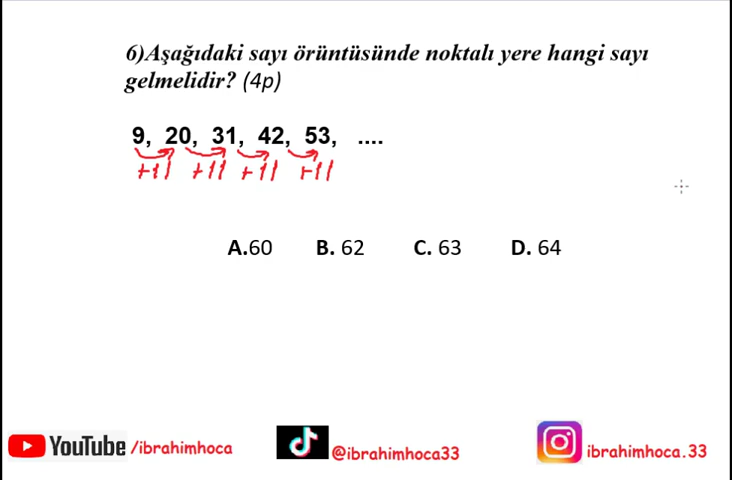 6)Aşağıdaki sayı örüntüsünde noktalı yere hangi sayı
gelmelidir? (4p)
9, 20, 31, 42, 53, ....
+11 +11 +11 +11
A.60 B. 62 C. 63 D. 64
YouTube /ibrahimhoca @ibrahimhoca33 ibrahimhoca.33